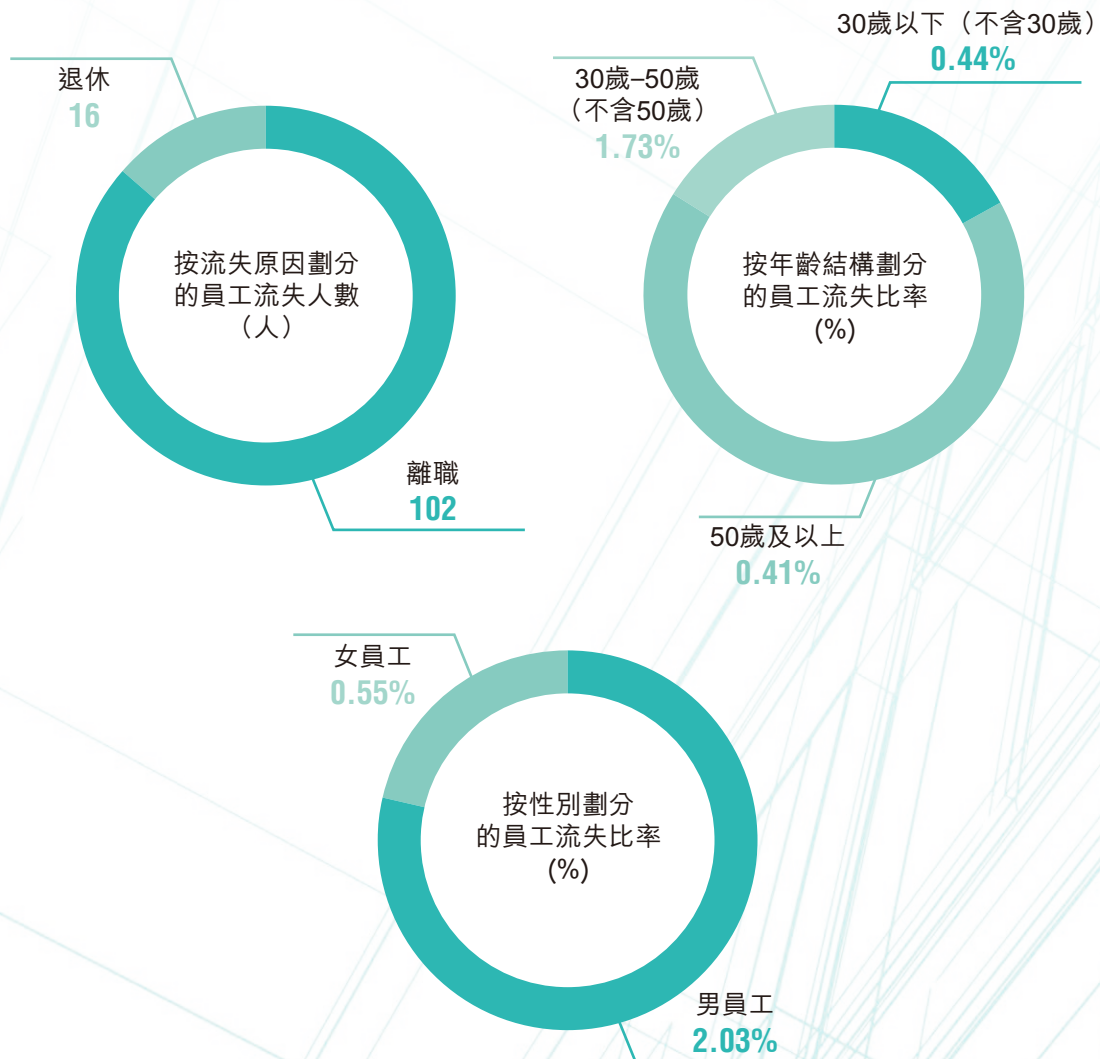 退休
16
按流失原因劃分
的員工流失人數
（人）
離職
102
30歲以下（不含30歲）
0.44%
30歲–50歲
（不含50歲）
1.73%
按年齡結構劃分
的員工流失比率
(%)
50歲及以上
0.41%
女員工
0.55%
按性別劃分
的員工流失比率
(%)
男員工
2.03%